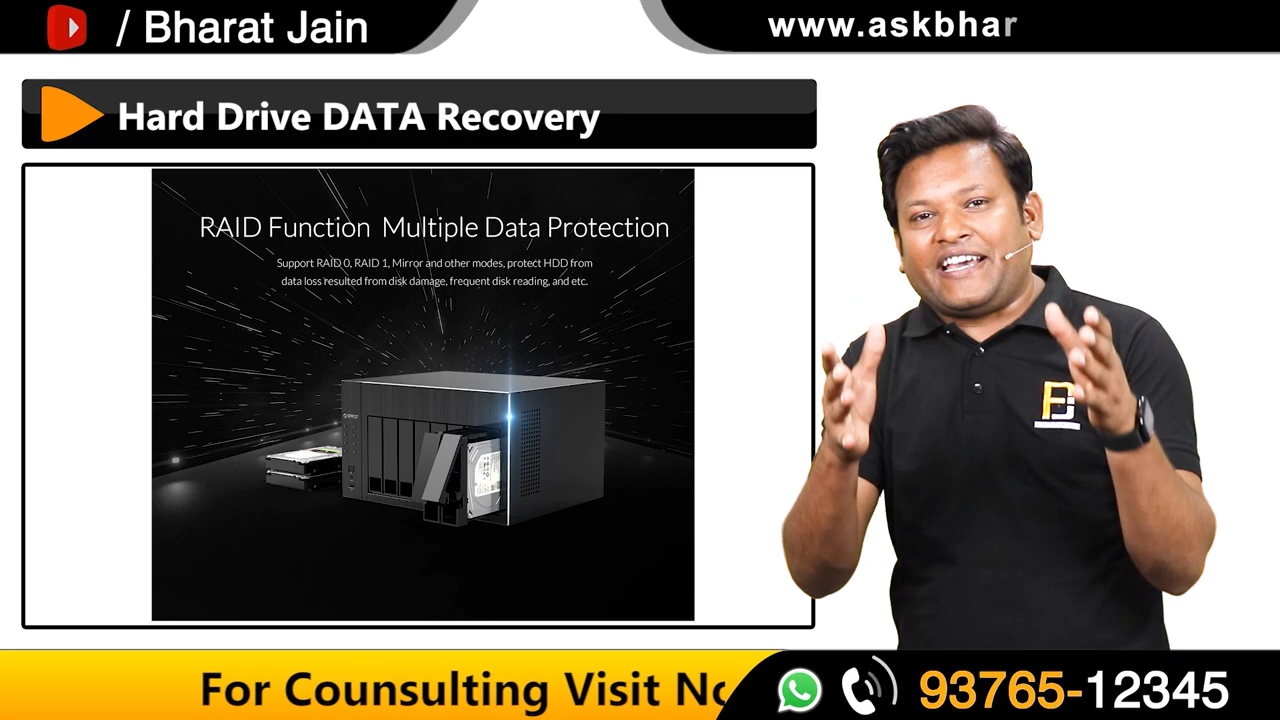 / Bharat Jain
www.askbhar
Hard Drive DATA Recovery
RAID Function Multiple Data Protection
Support RAID 0, RAID 1, Mirror and other modes, protect HDD from
data loss resulted from disk damage, frequent disk reading, and etc.
For Counsulting Visit No
93765-12345